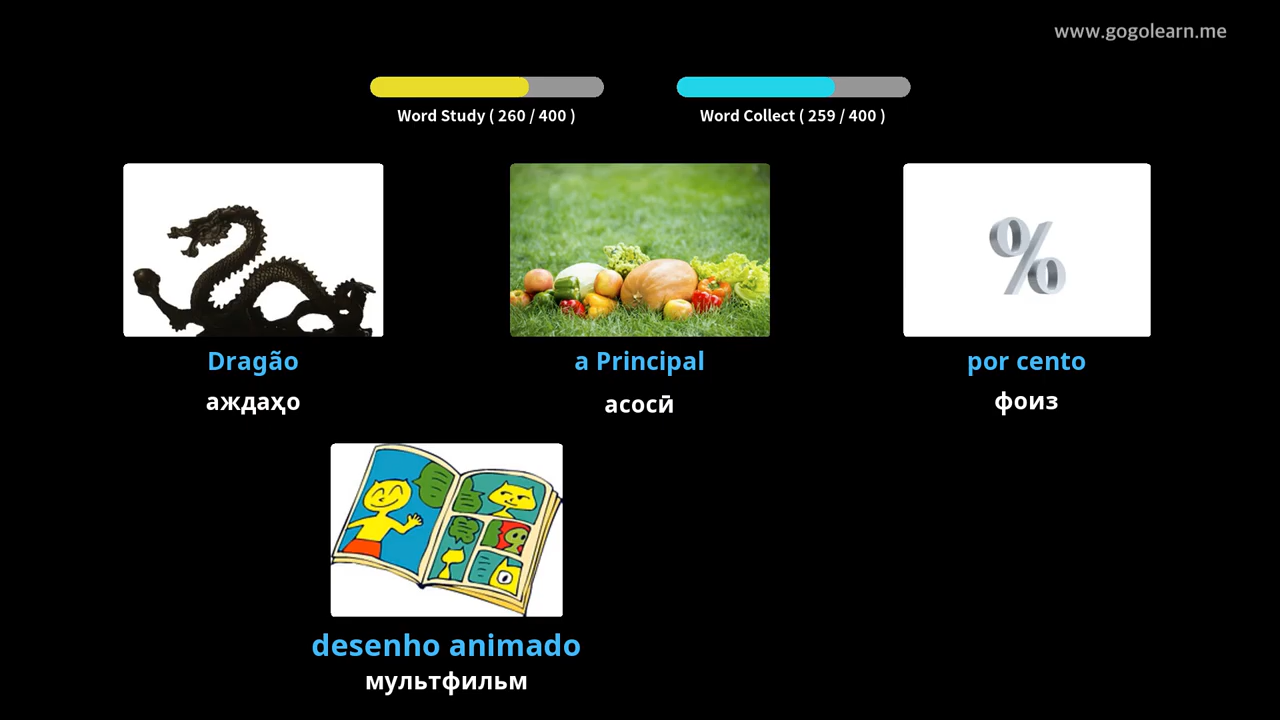 www.gogolearn.me
Word Study ( 260 / 400 )
Word Collect ( 259 / 400 )
Dragão
аждаҳо
a Principal
асосӣ
por cento
фоиз
desenho animado
мультфильм